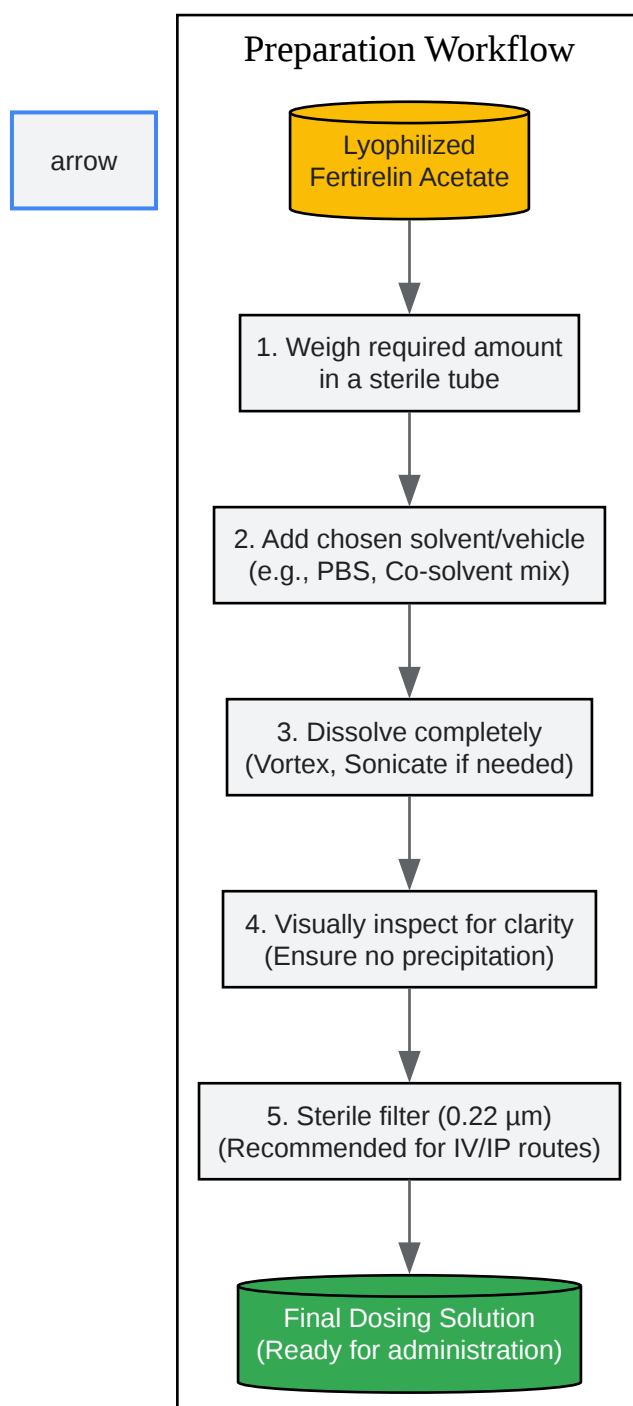 Preparation Workflow
arrow
Lyophilized
Fertirelin Acetate
1. Weigh required amount
in a sterile tube
2. Add chosen solvent/vehicle
(e.g., PBS, Co-solvent mix)
3. Dissolve completely
(Vortex, Sonicate if needed)
4. Visually inspect for clarity
(Ensure no precipitation)
5. Sterile filter (0.22 µm)
(Recommended for IV/IP routes)
Final Dosing Solution
(Ready for administration)